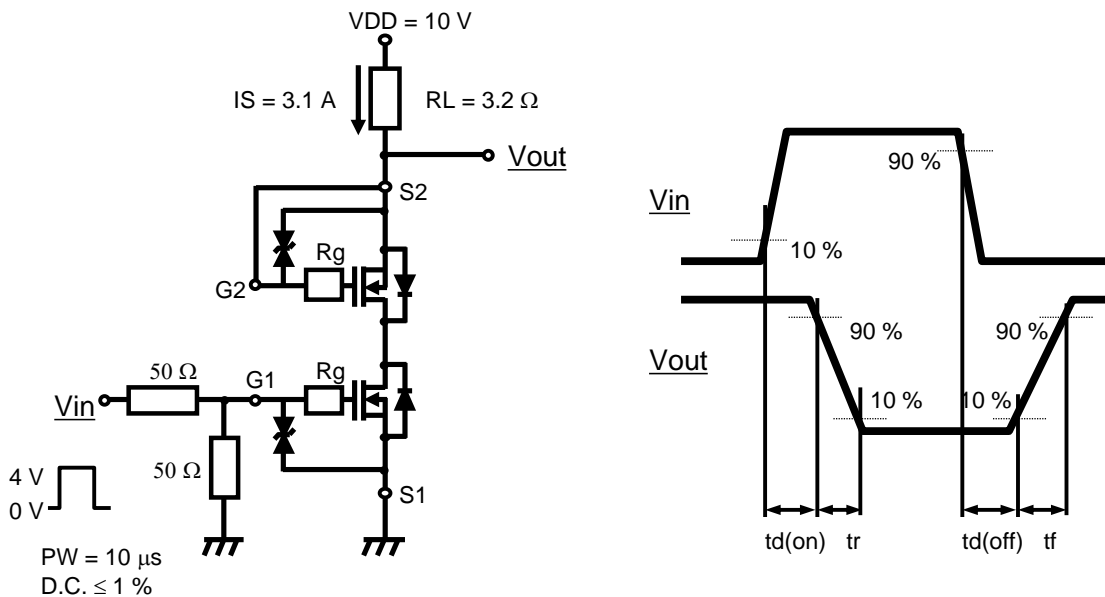 VDD = 10 V
IS = 3.1 A
RL = 3.2 Ω
Vout
S2
Rg
G2
50 Ω
G1
Rg
Vin
50 Ω
4 V
0 V
S1
PW = 10 μs
D.C. ≤ 1 %
90 %
Vin
10 %
90 %
90 %
Vout
10 %
10 %
td(on)
tr
td(off)
tf